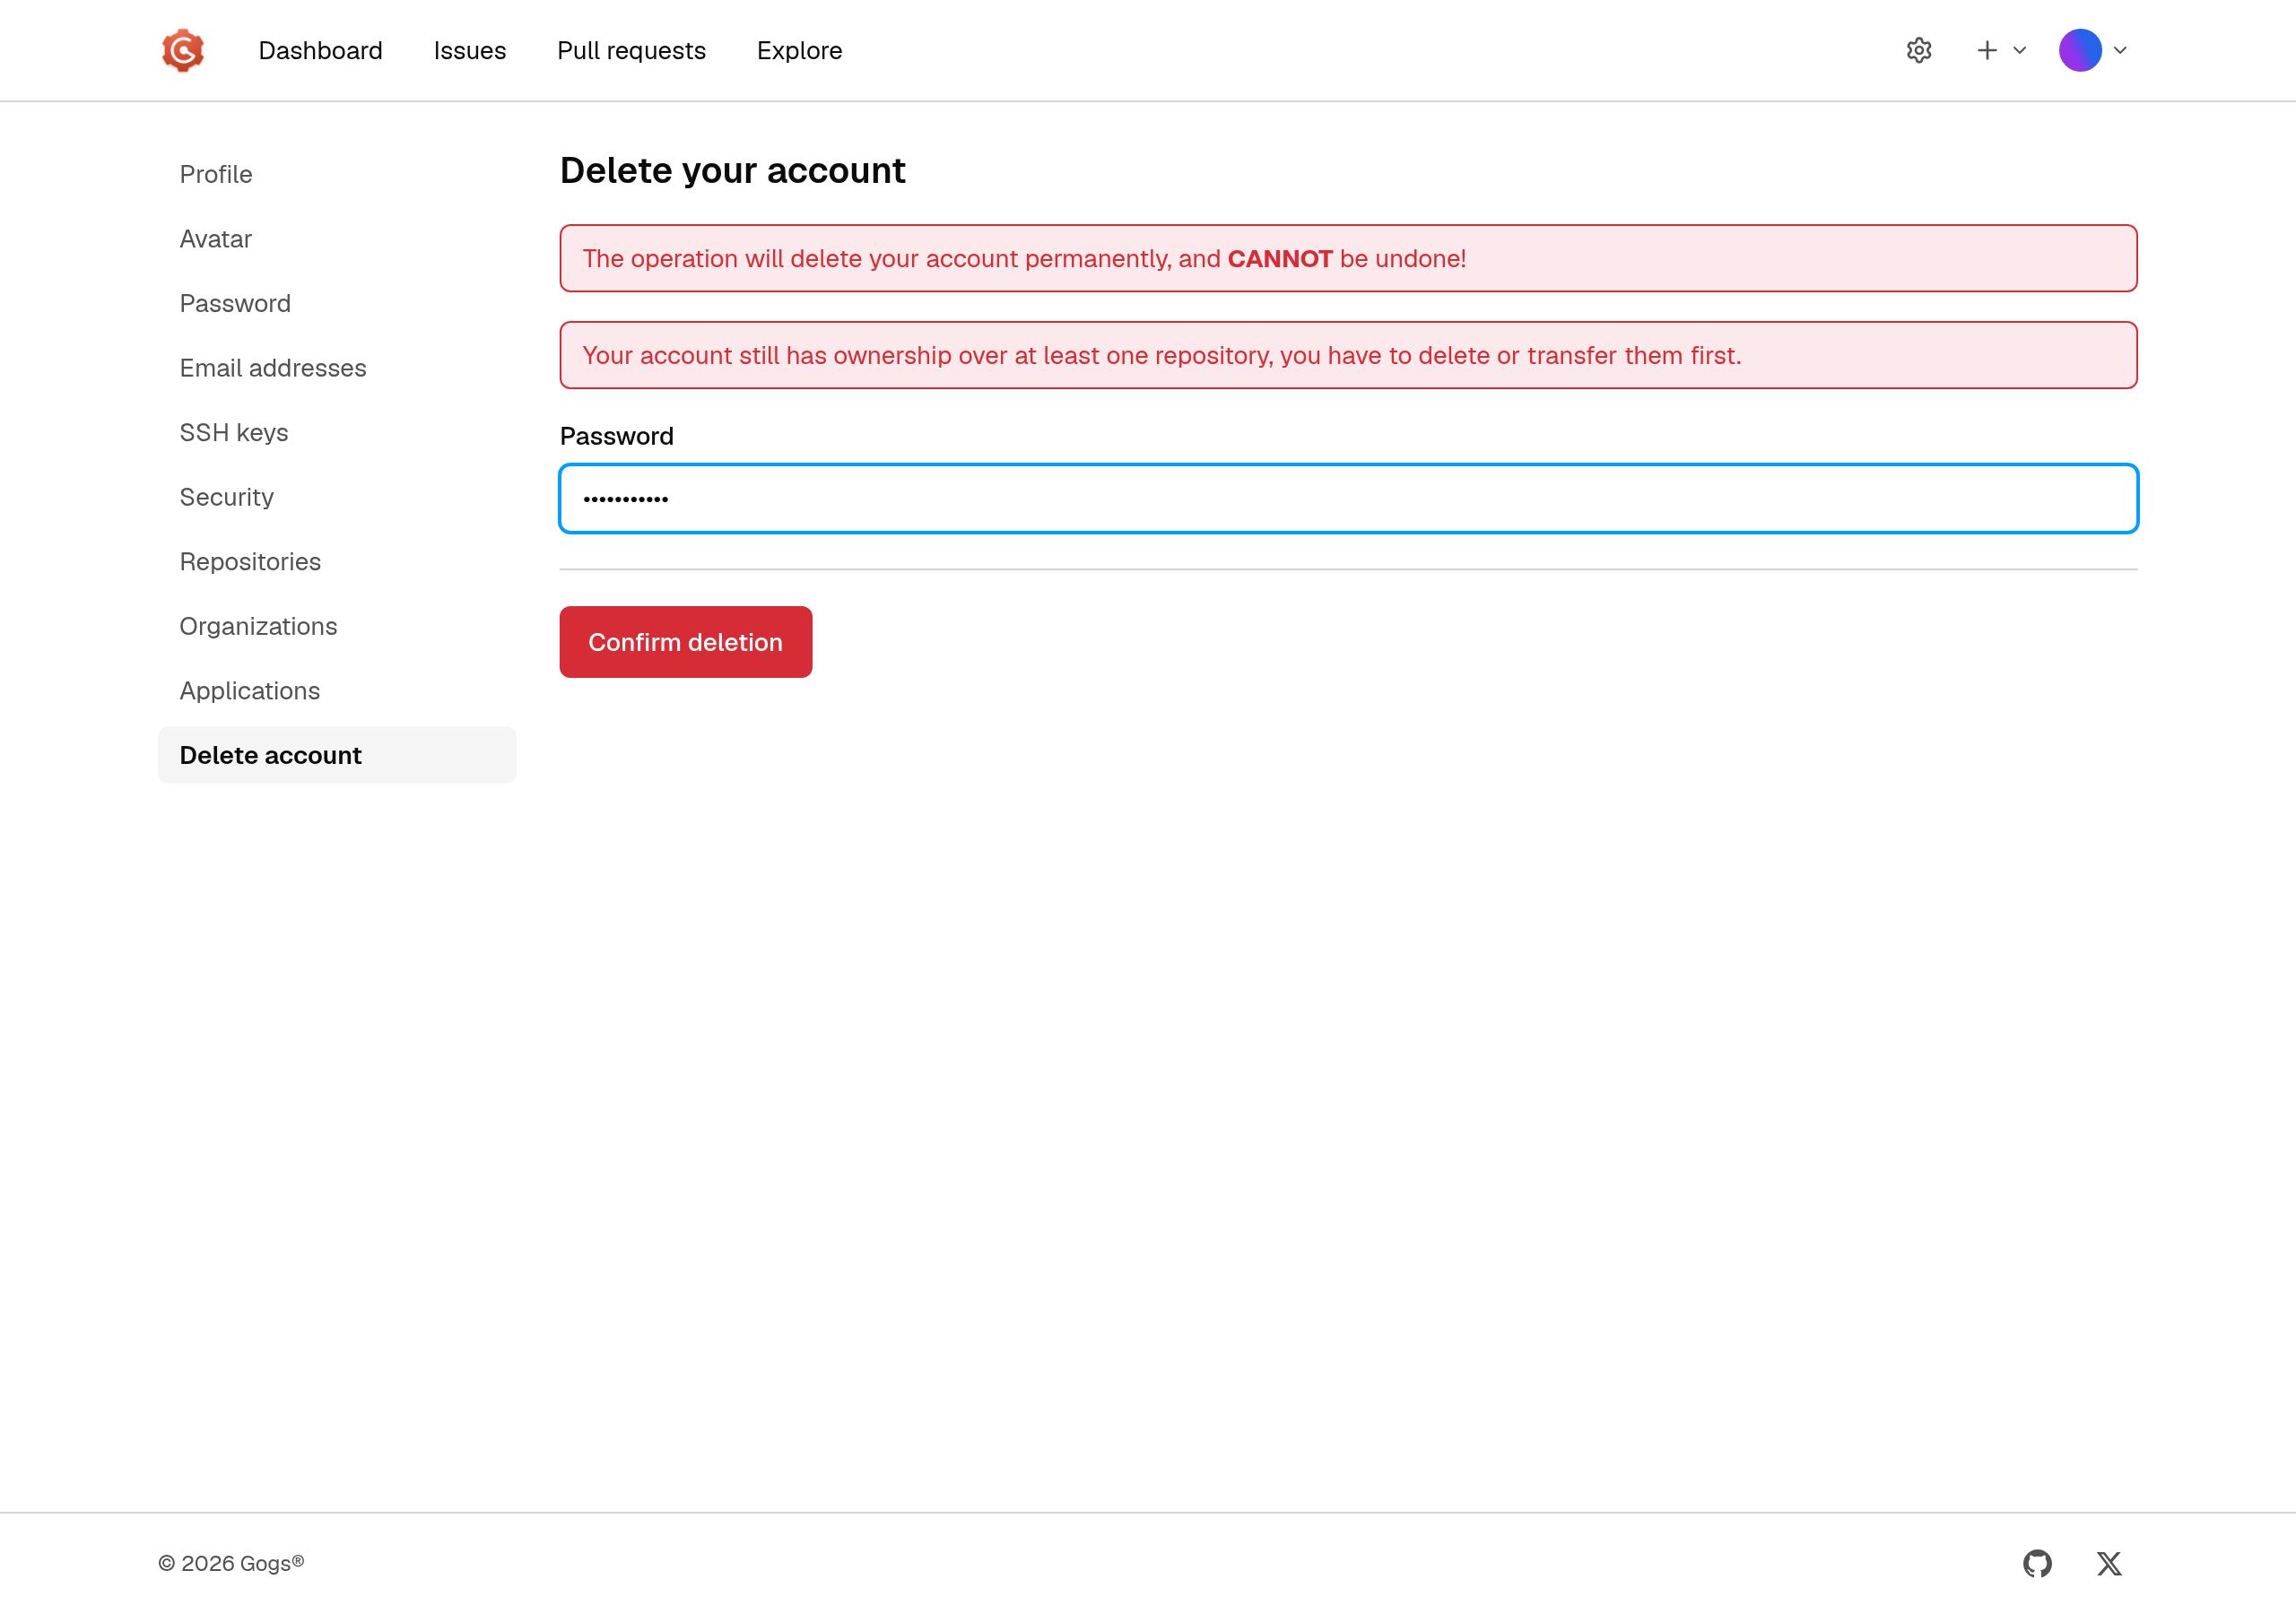 Dashboard
Issues
Pull requests
Explore
Profile
Avatar
Password
Email addresses
SSH keys
Security
Repositories
Organizations
Applications
Delete account
Delete your account
The operation will delete your account permanently, and CANNOT be undone!
Your account still has ownership over at least one repository, you have to delete or transfer them first.
Password
•••••••••••
Confirm deletion
© 2026 Gogs®